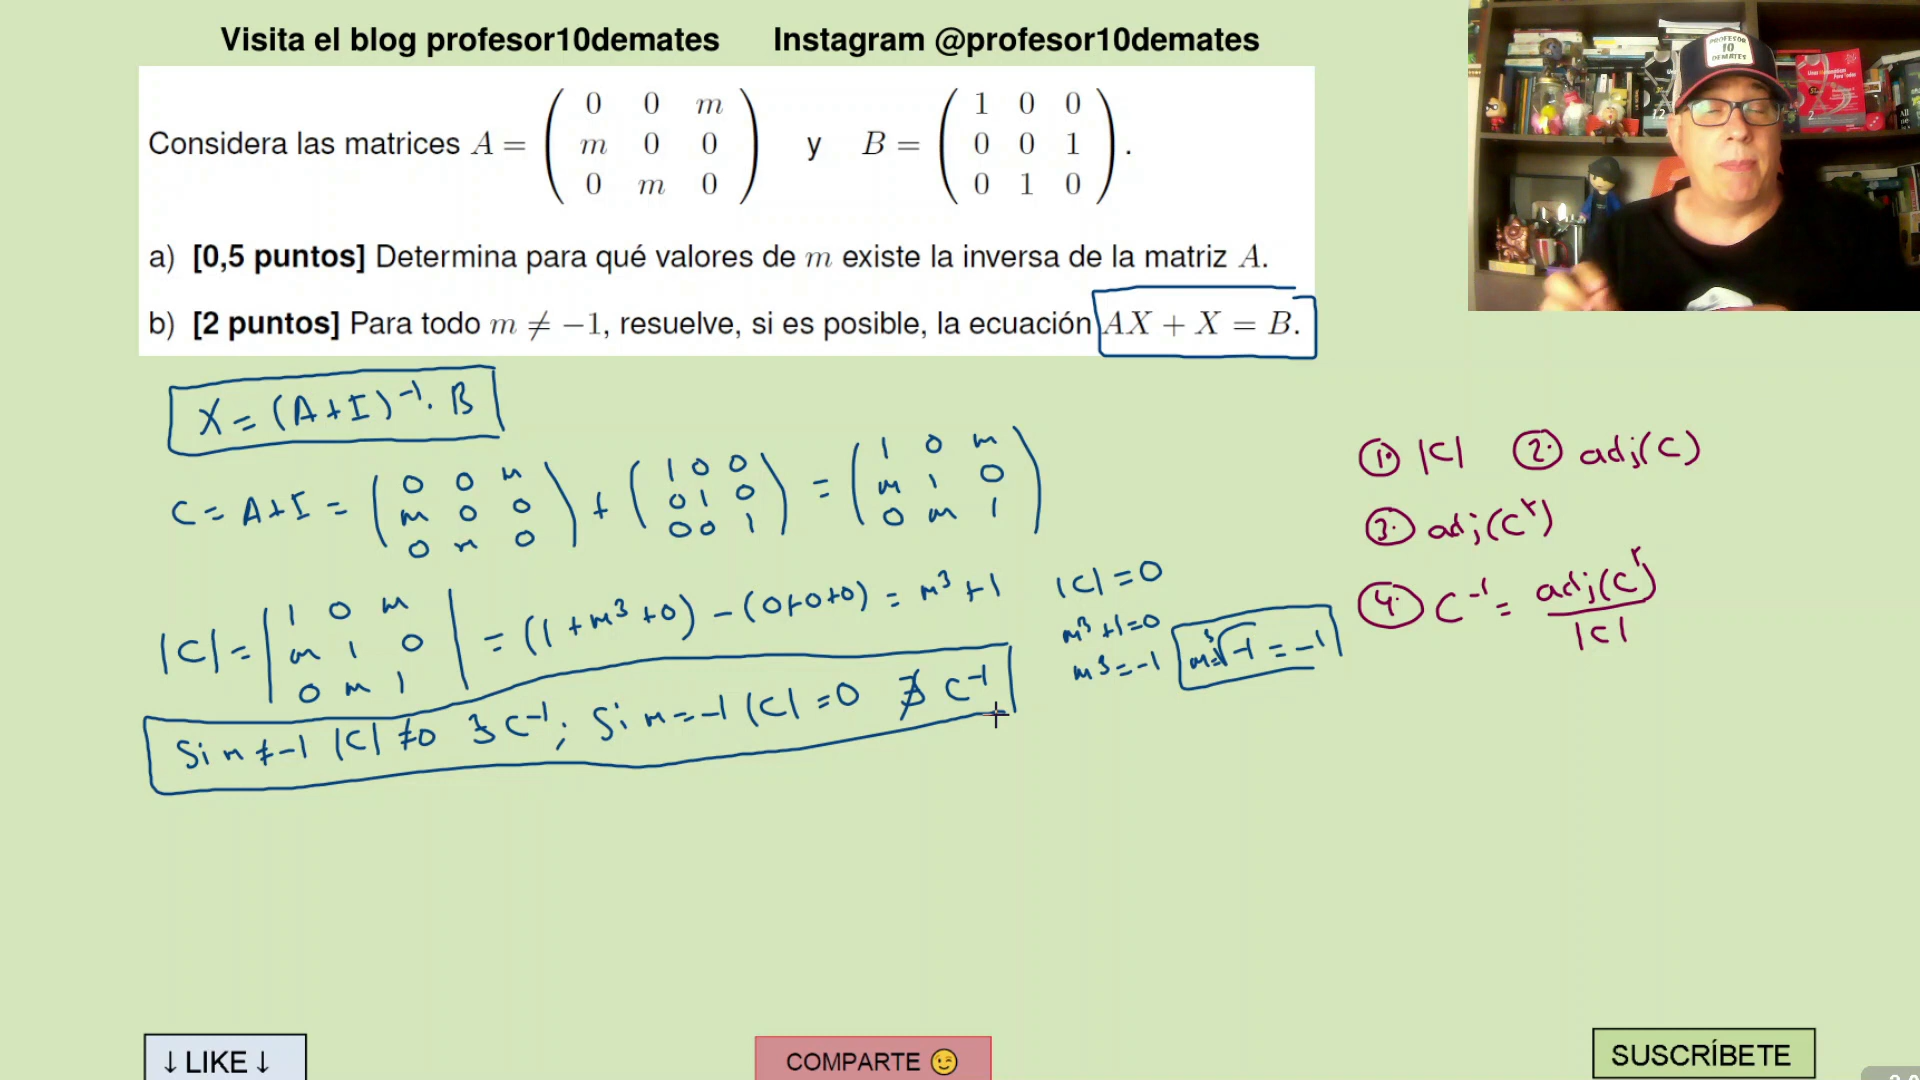 Visita el blog profesor10demates Instagram @profesor10demates
PROFESOR
10
DEMATES
Considera las matrices A = ( 0 0 m ; m 0 0 ; 0 m 0 ) y B = ( 1 0 0 ; 0 0 1 ; 0 1 0 ).
a) [0,5 puntos] Determina para qué valores de m existe la inversa de la matriz A.
b) [2 puntos] Para todo m ≠ −1, resuelve, si es posible, la ecuación AX + X = B.
X = (A+I)⁻¹ · B
C = A+I = ( 0 0 m ; m 0 0 ; 0 m 0 ) + ( 1 0 0 ; 0 1 0 ; 0 0 1 ) = ( 1 0 m ; m 1 0 ; 0 m 1 )
|C| = | 1 0 m ; m 1 0 ; 0 m 1 | = (1 + m³ + 0) − (0+0+0) = m³ + 1
|C| = 0
m³ + 1 = 0
m³ = −1
m = ³√−1 = −1
Si m ≠ −1 |C| ≠ 0 ∃ C⁻¹ ; Si m = −1 |C| = 0 ∄ C⁻¹
1. |C| 2. adj(C)
3. adj(Cᵗ)
4. C⁻¹ = adj(Cᵗ) / |C|
↓ LIKE ↓
COMPARTE 😉
SUSCRÍBETE